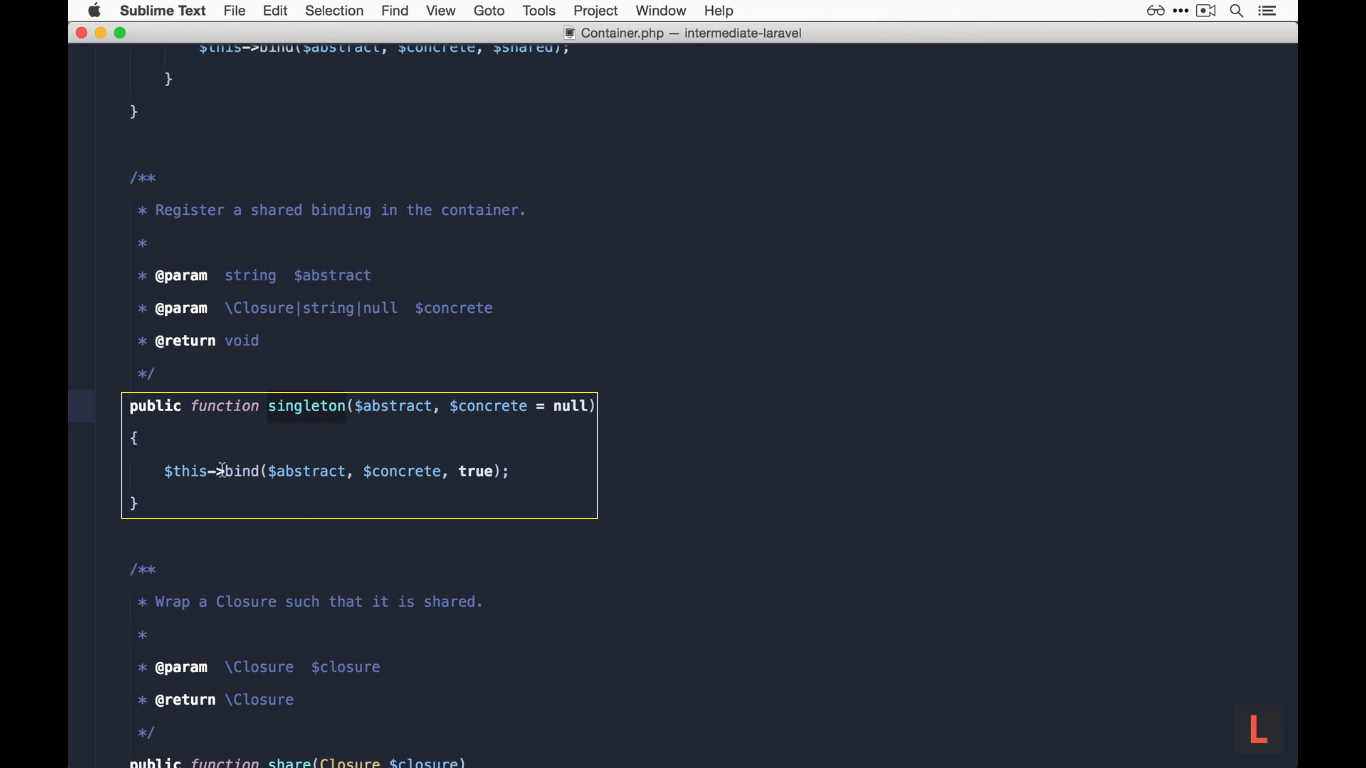 Sublime Text File Edit Selection Find View Goto Tools Project Window Help
Container.php — intermediate-laravel
$this->bind($abstract, $concrete, $shared);
}
}
/**
* Register a shared binding in the container.
*
* @param string $abstract
* @param \Closure|string|null $concrete
* @return void
*/
public function singleton($abstract, $concrete = null)
{
$this->bind($abstract, $concrete, true);
}
/**
* Wrap a Closure such that it is shared.
*
* @param \Closure $closure
* @return \Closure
*/
public function share(Closure $closure)
L